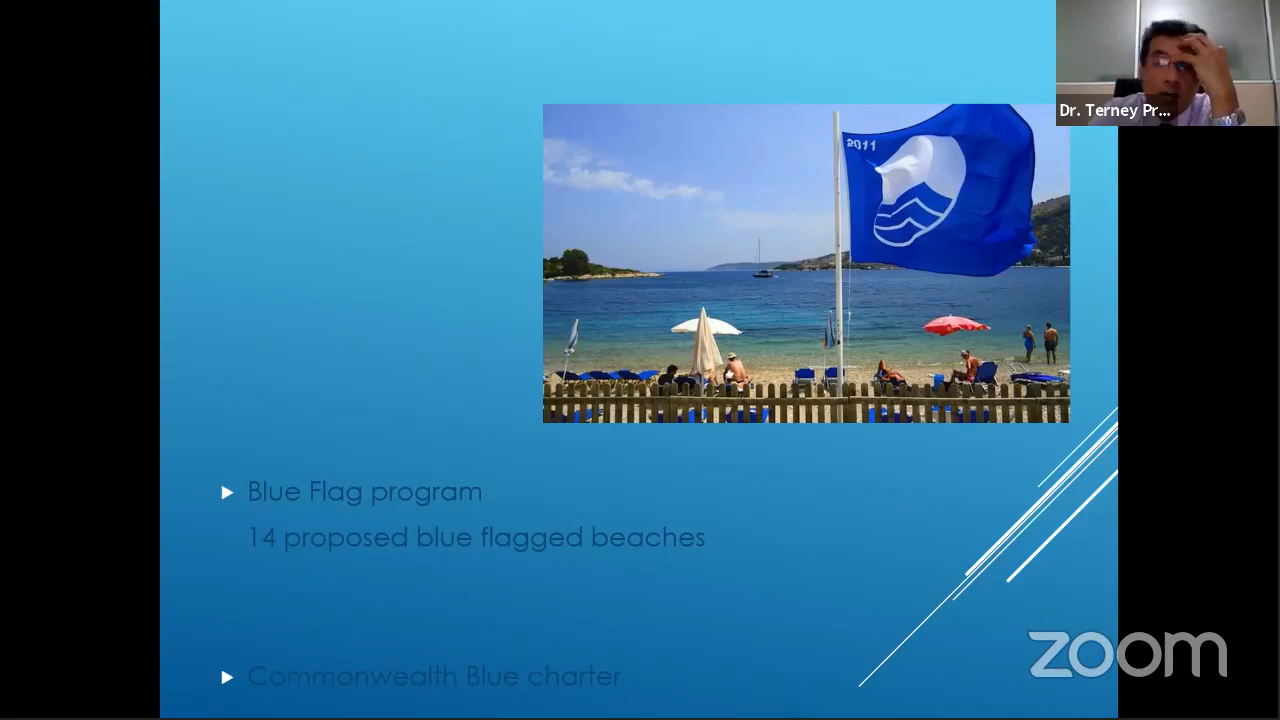 Dr. Terney Pr...
2011
Blue Flag program
14 proposed blue flagged beaches
Commonwealth Blue charter
zoom